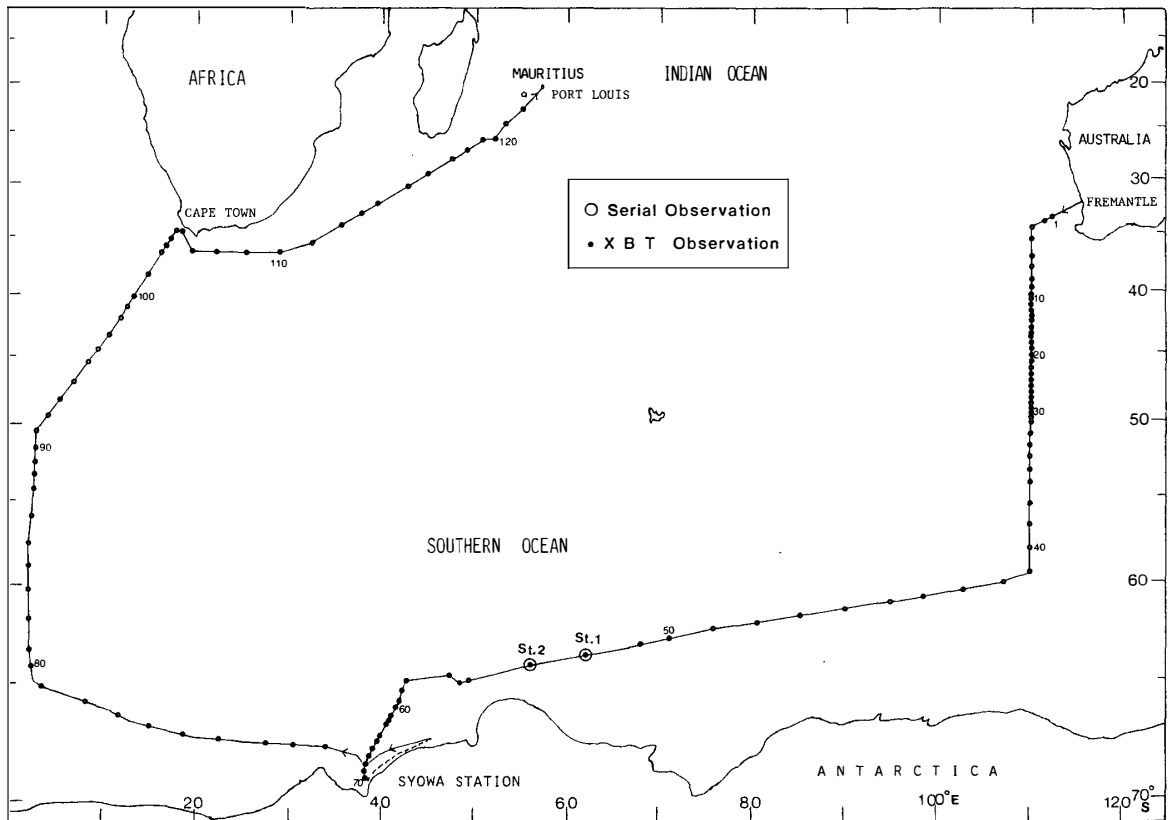 AFRICA
MAURITIUS
INDIAN OCEAN
PORT LOUIS
20
120
AUSTRALIA
30
FREMANTLE
1
CAPE TOWN
○ Serial Observation
● X B T Observation
110
100
10
40
20
30
50
90
SOUTHERN OCEAN
40
60
St.1
50
St.2
80
60
70
SYOWA STATION
ANTARCTICA
20
40
60
80
100°E
120
70°
S